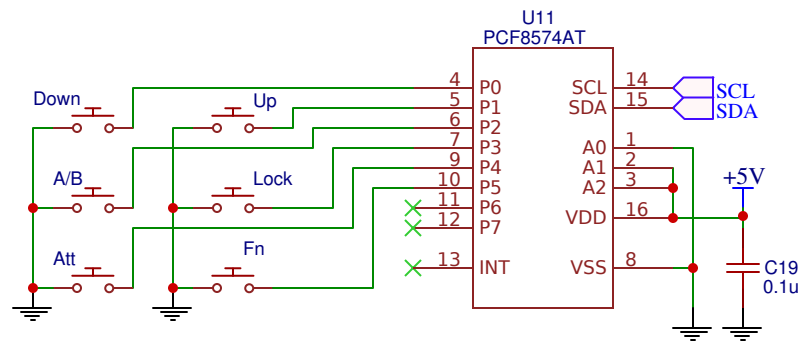 U11
PCF8574AT
Down
Up
A/B
Lock
Att
Fn
4 P0
5 P1
6 P2
7 P3
9 P4
10 P5
11 P6
12 P7
13 INT
SCL 14 SCL
SDA 15 SDA
A0 1
A1 2
A2 3
VDD 16
VSS 8
+5V
C19
0.1u